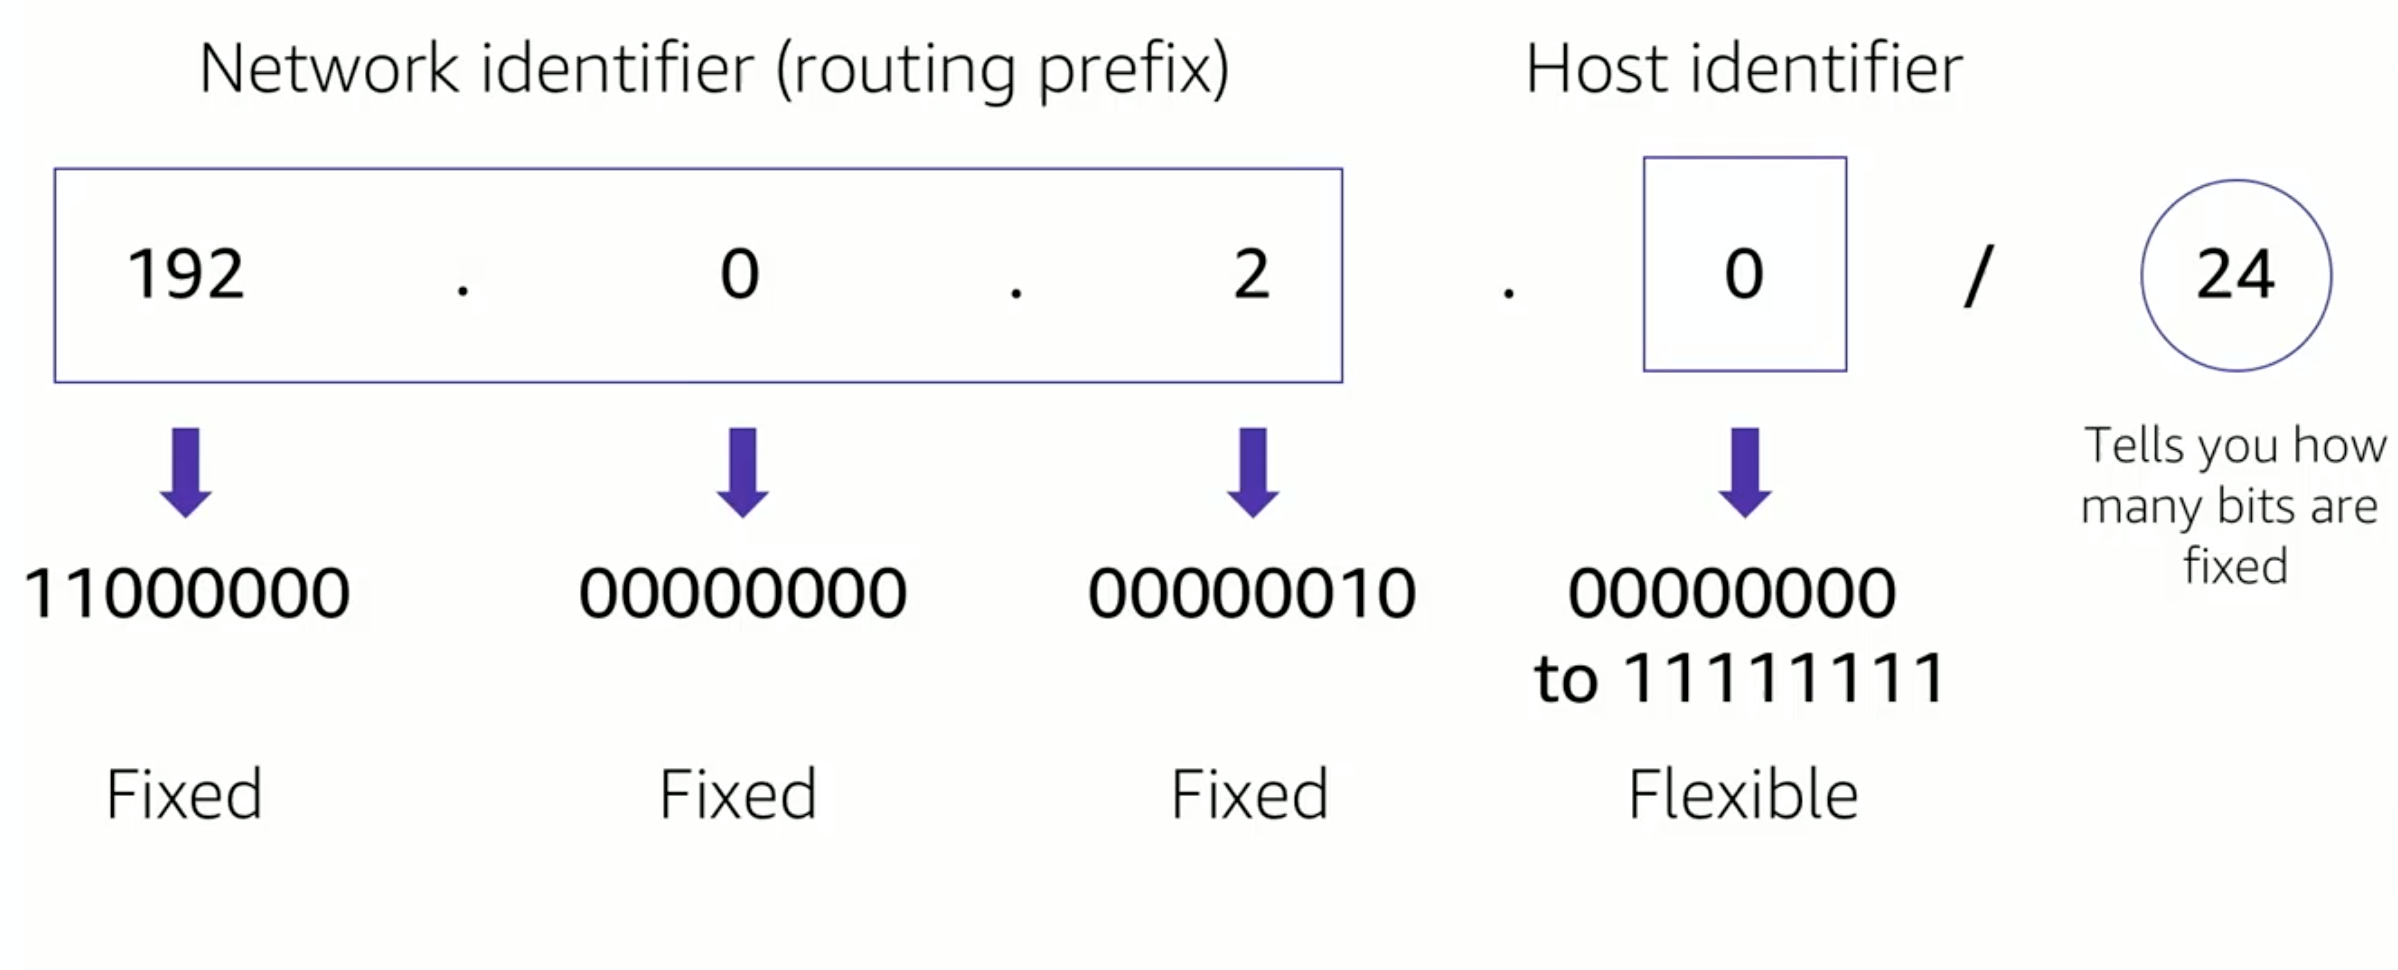 Network identifier (routing prefix)
Host identifier
192 . 0 . 2 . 0 / 24
Tells you how
many bits are
fixed
11000000 00000000 00000010 00000000
to 11111111
Fixed Fixed Fixed Flexible